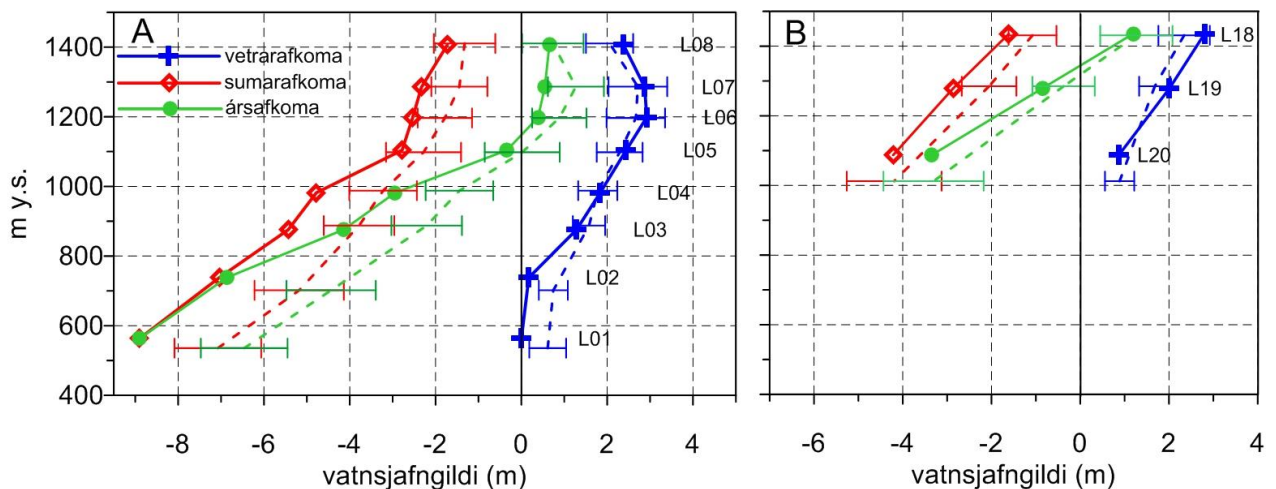 A
B
vetrarafkoma
sumarafkoma
ársafkoma
m y.s.
1400
1200
1000
800
600
400
L08
L07
L06
L05
L04
L03
L02
L01
L18
L19
L20
-8 -6 -4 -2 0 2 4
-6 -4 -2 0 2 4
vatnsjafngildi (m)
vatnsjafngildi (m)